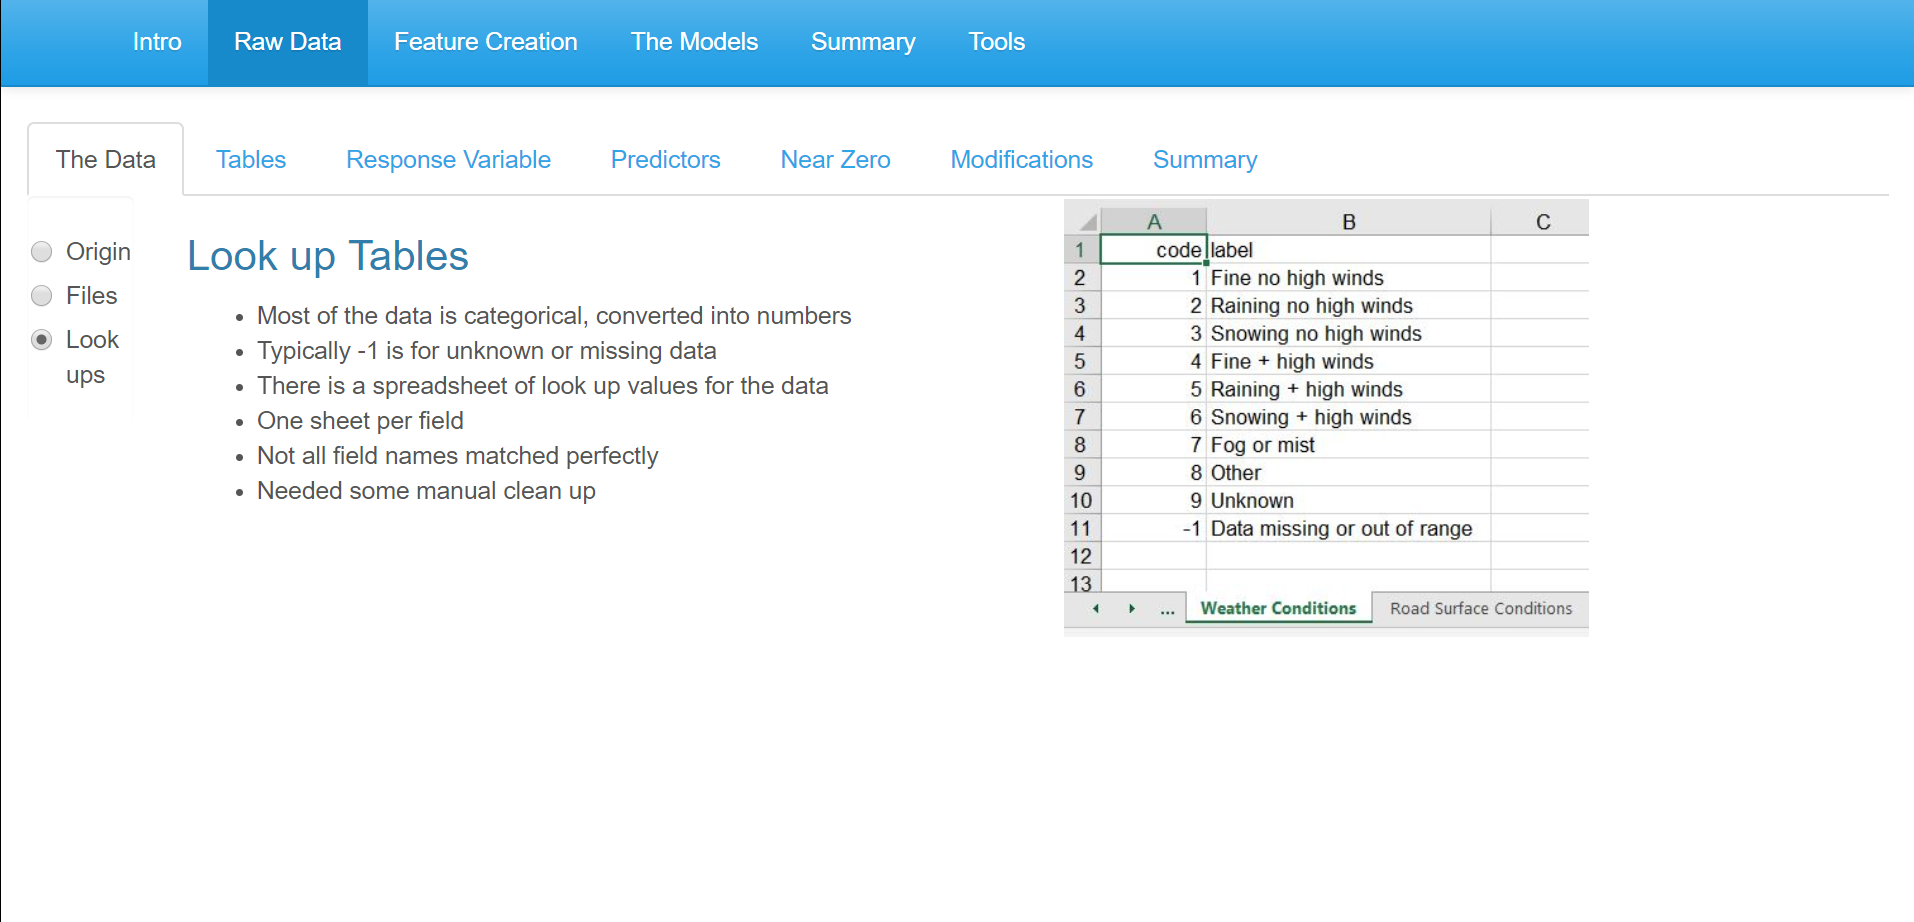 Intro Raw Data Feature Creation The Models Summary Tools
The Data Tables Response Variable Predictors Near Zero Modifications Summary
Origin
Files
Look
ups
Look up Tables
Most of the data is categorical, converted into numbers
Typically -1 is for unknown or missing data
There is a spreadsheet of look up values for the data
One sheet per field
Not all field names matched perfectly
Needed some manual clean up
A B C
1 code label
2 1 Fine no high winds
3 2 Raining no high winds
4 3 Snowing no high winds
5 4 Fine + high winds
6 5 Raining + high winds
7 6 Snowing + high winds
8 7 Fog or mist
9 8 Other
10 9 Unknown
11 -1 Data missing or out of range
12
13
... Weather Conditions Road Surface Conditions